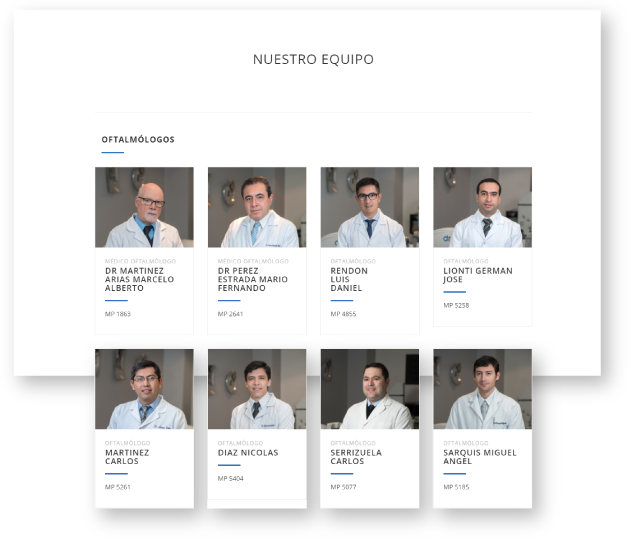 NUESTRO EQUIPO
OFTALMÓLOGOS
MÉDICO OFTALMÓLOGO
DR MARTINEZ
ARIAS MARCELO
ALBERTO
MP 1863
MÉDICO OFTALMÓLOGO
DR PEREZ
ESTRADA MARIO
FERNANDO
MP 2641
OFTALMÓLOGO
RENDON
LUIS
DANIEL
MP 4855
OFTALMÓLOGO
LIONTI GERMAN
JOSE
MP 5258
OFTALMÓLOGO
MARTINEZ
CARLOS
MP 5261
OFTALMÓLOGO
DIAZ NICOLAS
MP 5404
OFTALMÓLOGO
SERRIZUELA
CARLOS
MP 5077
OFTALMÓLOGO
SARQUIS MIGUEL
ANGEL
MP 5185